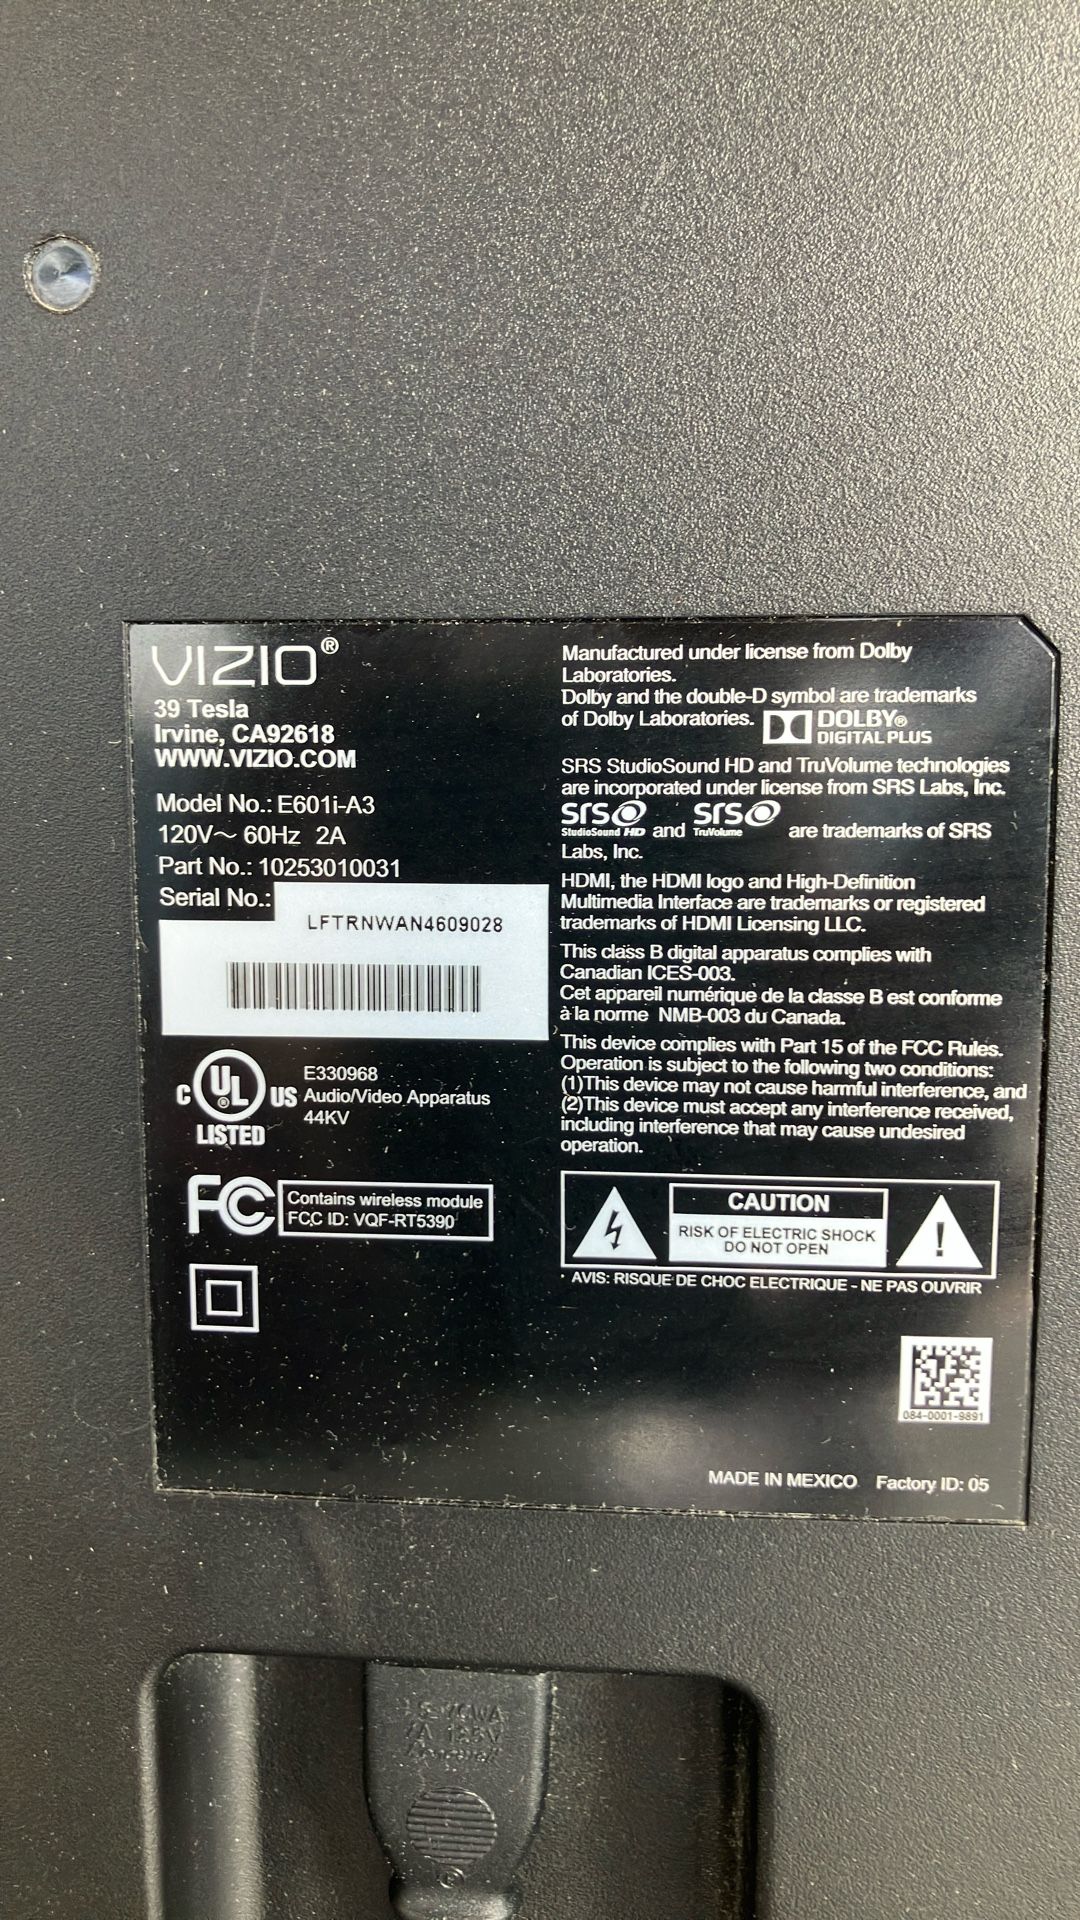 VIZIO®
39 Tesla
Irvine, CA92618
WWW.VIZIO.COM
Model No.: E601i-A3
120V~ 60Hz 2A
Part No.: 10253010031
Serial No.:
LFTRNWAN4609028
C UL ® US
LISTED
E330968
Audio/Video Apparatus
44KV
FC
Contains wireless module
FCC ID: VQF-RT5390
Manufactured under license from Dolby
Laboratories.
Dolby and the double-D symbol are trademarks
of Dolby Laboratories.
DOLBY®
DIGITAL PLUS
SRS StudioSound HD and TruVolume technologies
are incorporated under license from SRS Labs, Inc.
SRS StudioSound HD and SRS TruVolume are trademarks of SRS
Labs, Inc.
HDMI, the HDMI logo and High-Definition
Multimedia Interface are trademarks or registered
trademarks of HDMI Licensing LLC.
This class B digital apparatus complies with
Canadian ICES-003.
Cet appareil numérique de la classe B est conforme
à la norme NMB-003 du Canada.
This device complies with Part 15 of the FCC Rules.
Operation is subject to the following two conditions:
(1)This device may not cause harmful interference, and
(2)This device must accept any interference received,
including interference that may cause undesired
operation.
CAUTION
RISK OF ELECTRIC SHOCK
DO NOT OPEN
AVIS: RISQUE DE CHOC ELECTRIQUE - NE PAS OUVRIR
084-0001-9891
MADE IN MEXICO Factory ID: 05
125V